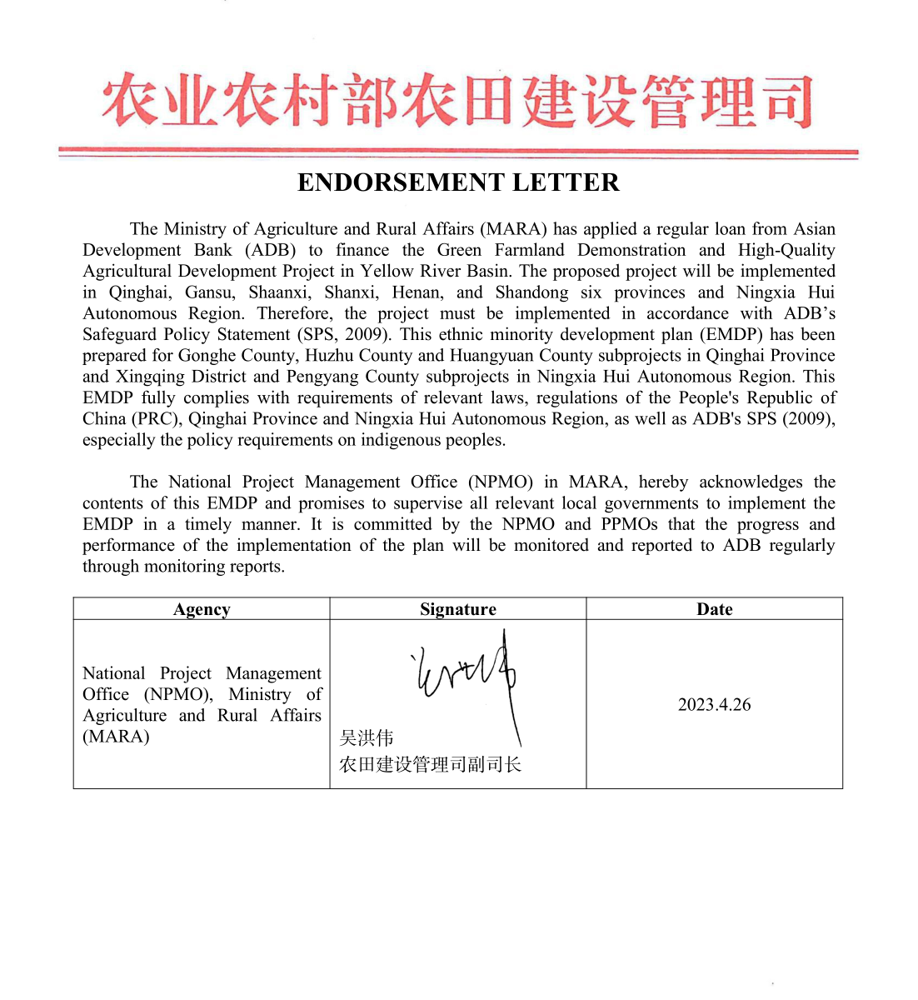 农业农村部农田建设管理司
ENDORSEMENT LETTER
The Ministry of Agriculture and Rural Affairs (MARA) has applied a regular loan from Asian
Development Bank (ADB) to finance the Green Farmland Demonstration and High-Quality
Agricultural Development Project in Yellow River Basin. The proposed project will be implemented
in Qinghai, Gansu, Shaanxi, Shanxi, Henan, and Shandong six provinces and Ningxia Hui
Autonomous Region. Therefore, the project must be implemented in accordance with ADB’s
Safeguard Policy Statement (SPS, 2009). This ethnic minority development plan (EMDP) has been
prepared for Gonghe County, Huzhu County and Huangyuan County subprojects in Qinghai Province
and Xingqing District and Pengyang County subprojects in Ningxia Hui Autonomous Region. This
EMDP fully complies with requirements of relevant laws, regulations of the People's Republic of
China (PRC), Qinghai Province and Ningxia Hui Autonomous Region, as well as ADB's SPS (2009),
especially the policy requirements on indigenous peoples.
The National Project Management Office (NPMO) in MARA, hereby acknowledges the
contents of this EMDP and promises to supervise all relevant local governments to implement the
EMDP in a timely manner. It is committed by the NPMO and PPMOs that the progress and
performance of the implementation of the plan will be monitored and reported to ADB regularly
through monitoring reports.
Agency Signature Date
National Project Management
Office (NPMO), Ministry of
Agriculture and Rural Affairs
(MARA)
吴洪伟
农田建设管理司副司长
2023.4.26